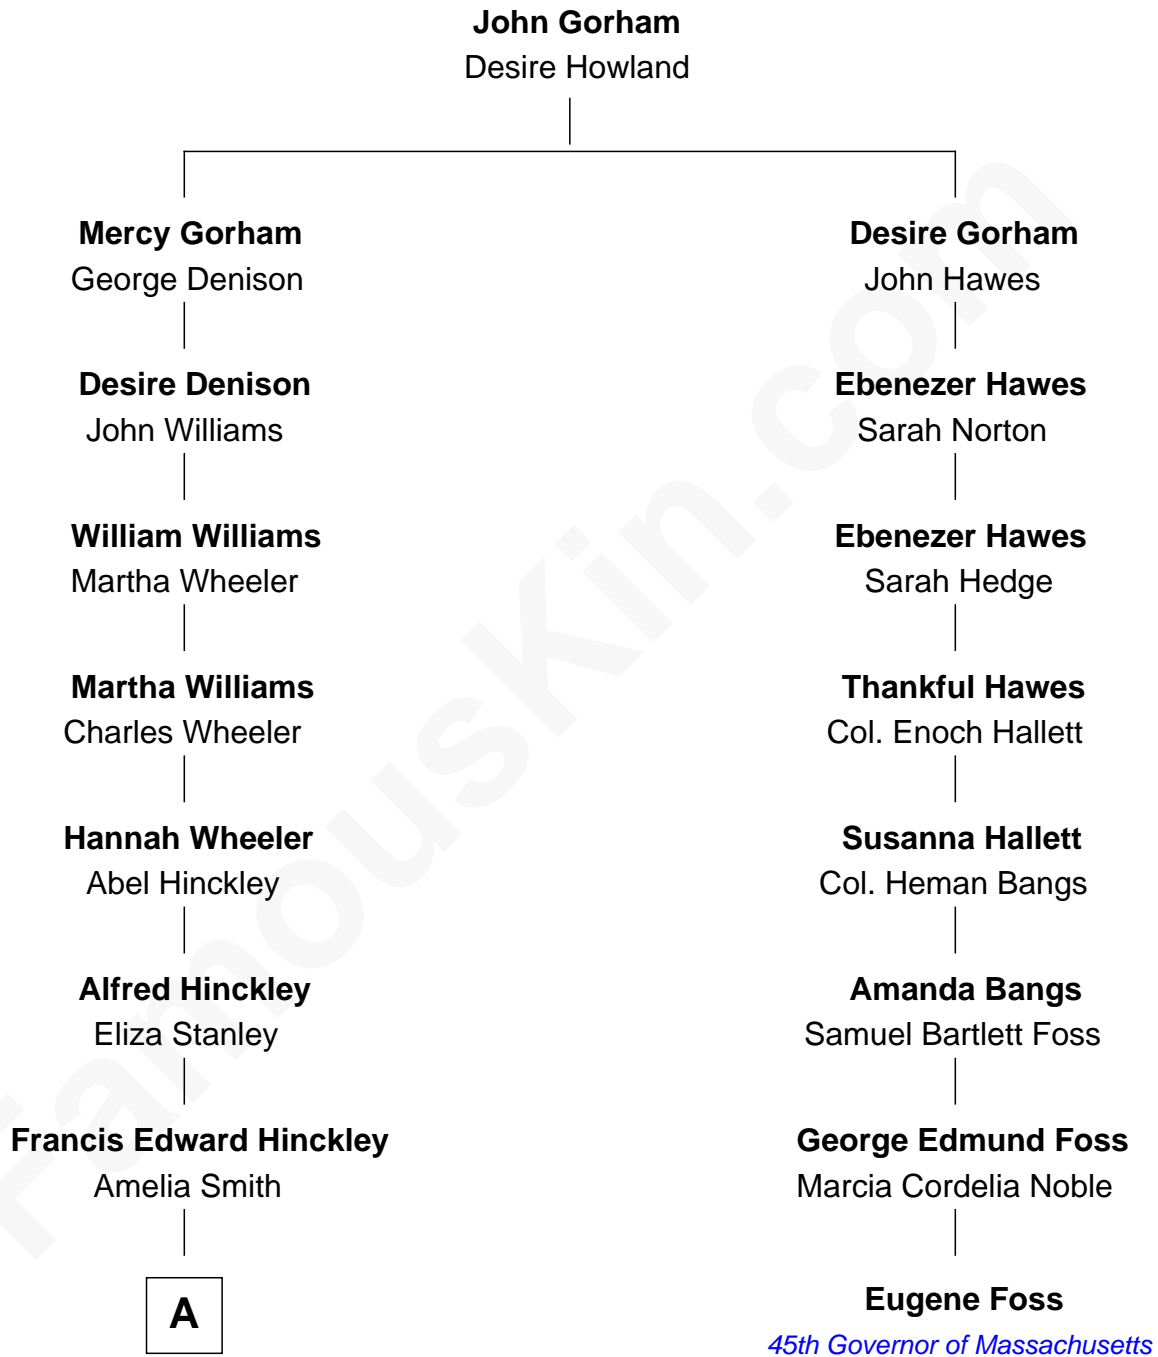 John Gorham
Desire Howland
Mercy Gorham
George Denison
Desire Gorham
John Hawes
Desire Denison
John Williams
Ebenezer Hawes
Sarah Norton
William Williams
Martha Wheeler
Ebenezer Hawes
Sarah Hedge
Martha Williams
Charles Wheeler
Thankful Hawes
Col. Enoch Hallett
Hannah Wheeler
Abel Hinckley
Susanna Hallett
Col. Heman Bangs
Alfred Hinckley
Eliza Stanley
Amanda Bangs
Samuel Bartlett Foss
Francis Edward Hinckley
Amelia Smith
George Edmund Foss
Marcia Cordelia Noble
A
Eugene Foss
45th Governor of Massachusetts
FamousKin.com